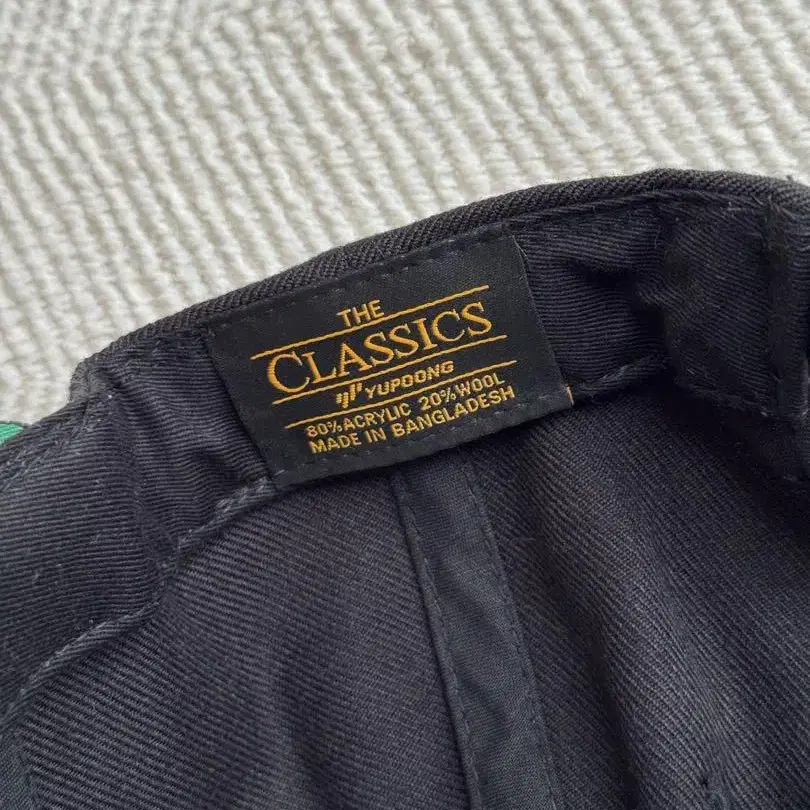 THE
CLASSICS
YUPOONG
80% ACRYLIC 20% WOOL
MADE IN BANGLADESH